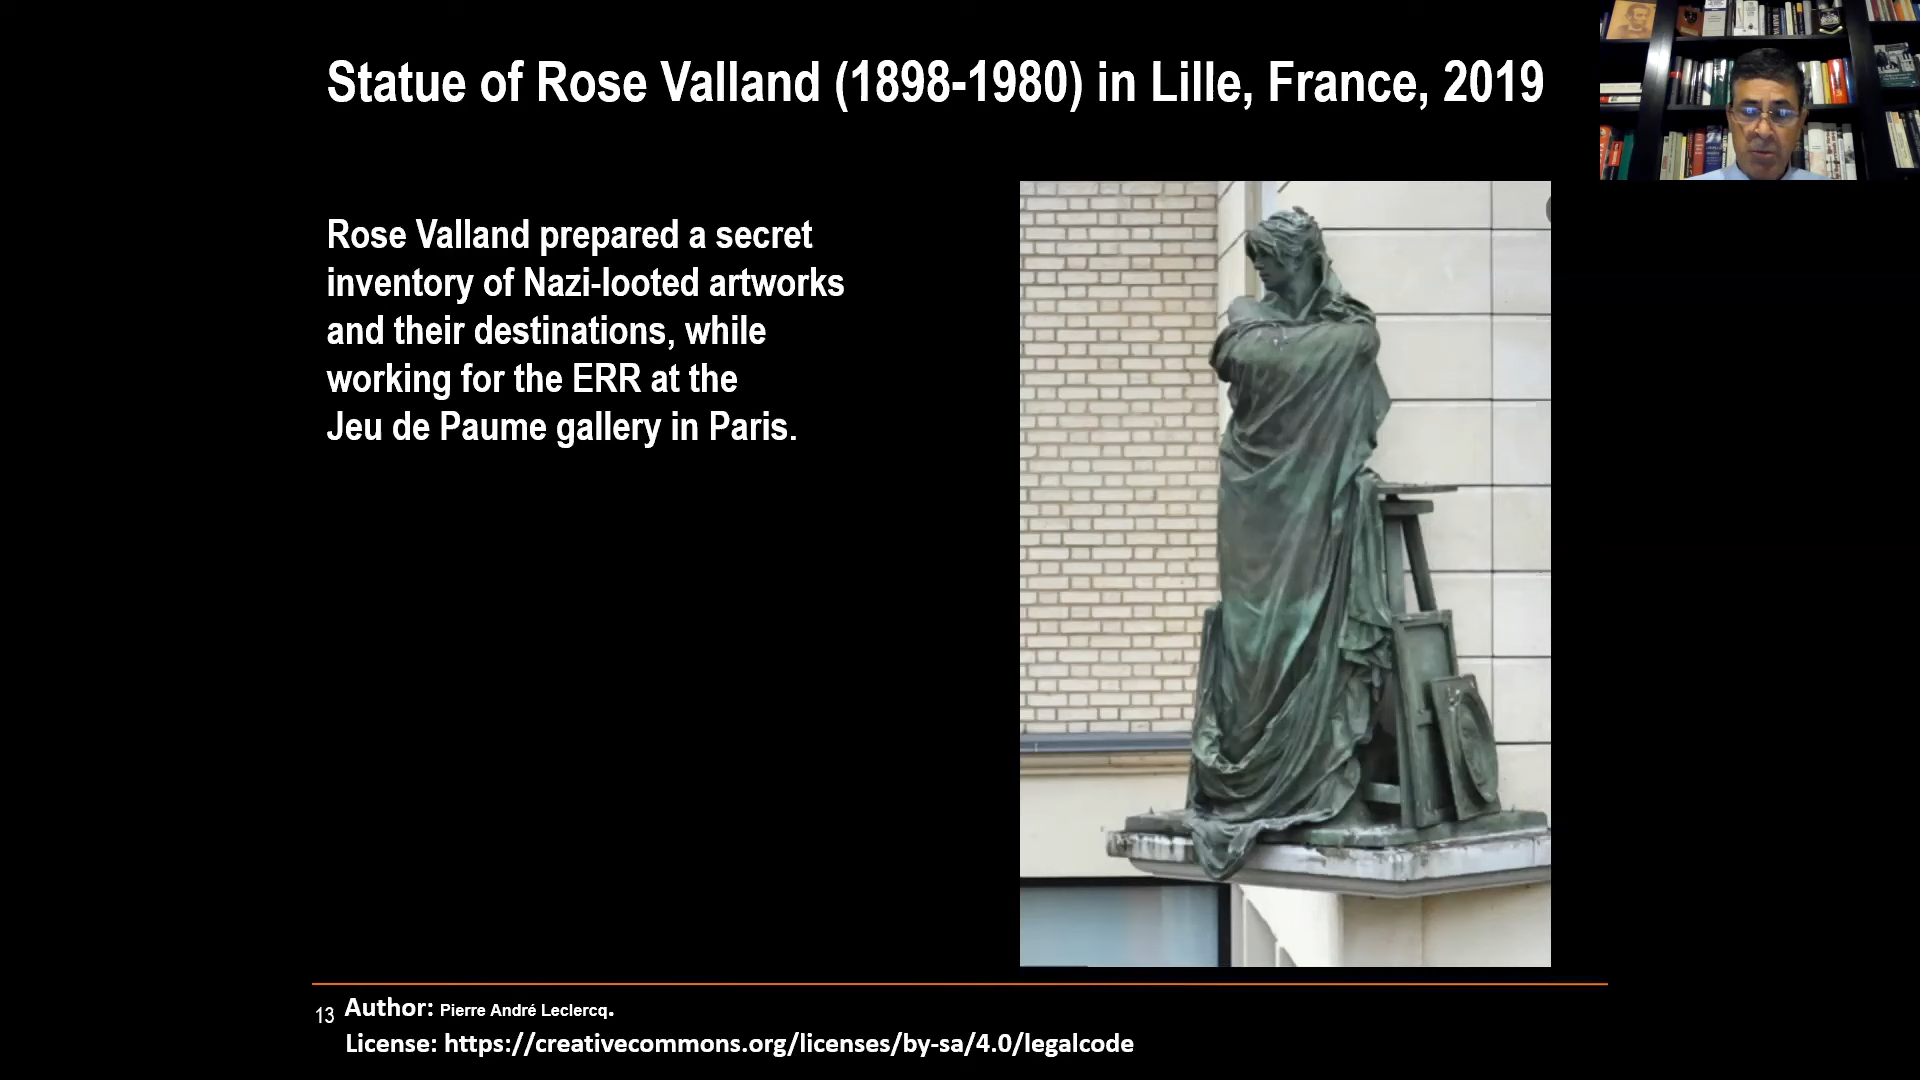 Statue of Rose Valland (1898-1980) in Lille, France, 2019
Rose Valland prepared a secret
inventory of Nazi-looted artworks
and their destinations, while
working for the ERR at the
Jeu de Paume gallery in Paris.
13 Author: Pierre André Leclercq.
License: https://creativecommons.org/licenses/by-sa/4.0/legalcode